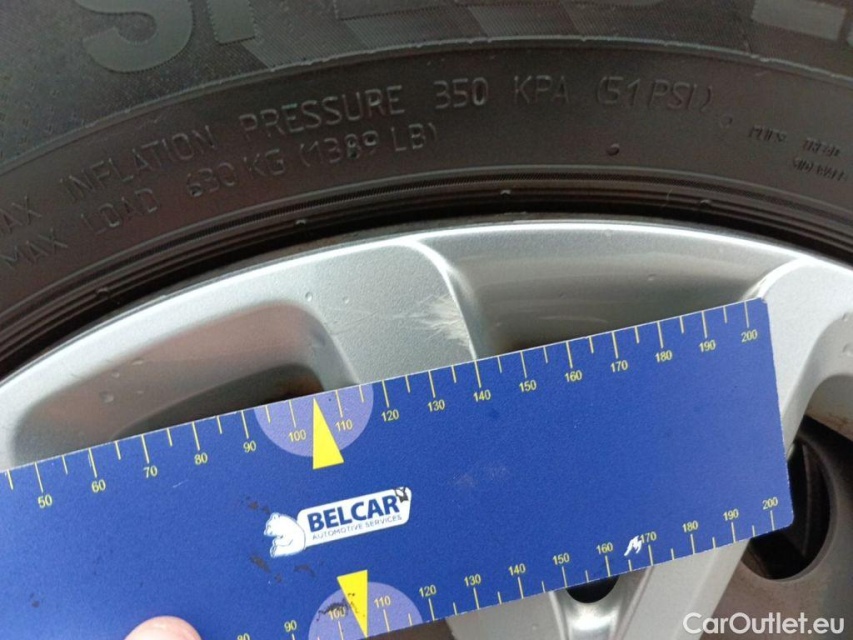 MAX INFLATION PRESSURE 350 KPA (51 PSI)
MAX LOAD 630 KG (1389 LB)
50 60 70 80 90 100 110 120 130 140 150 160 170 180 190 200
BELCAR
AUTOMOTIVE SERVICES
90 100 110 120 130 140 150 160 170 180 190 200
CarOutlet.eu